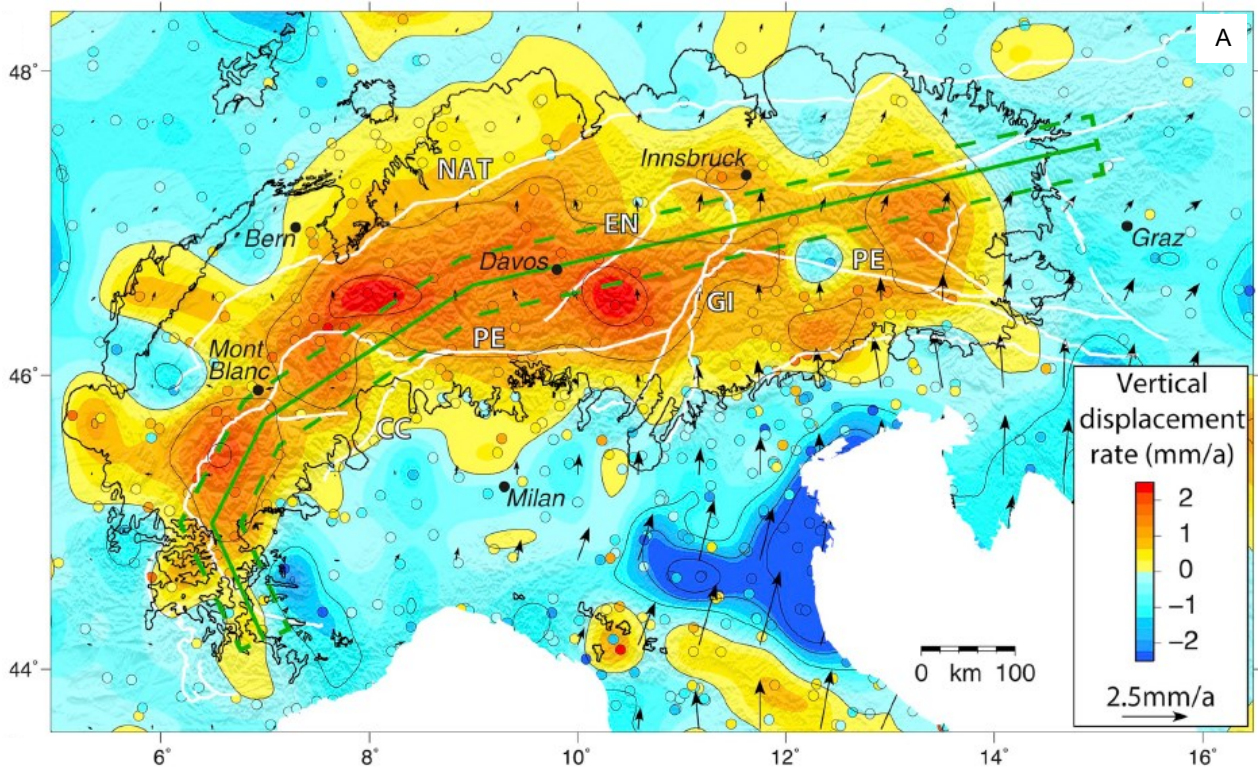 A
48°
46°
44°
NAT
Innsbruck
EN
Bern
Davos
PE
Graz
GI
PE
Mont
Blanc
CC
Milan
Vertical
displacement
rate (mm/a)
2
1
0
−1
−2
2.5mm/a
0 km 100
6° 8° 10° 12° 14° 16°